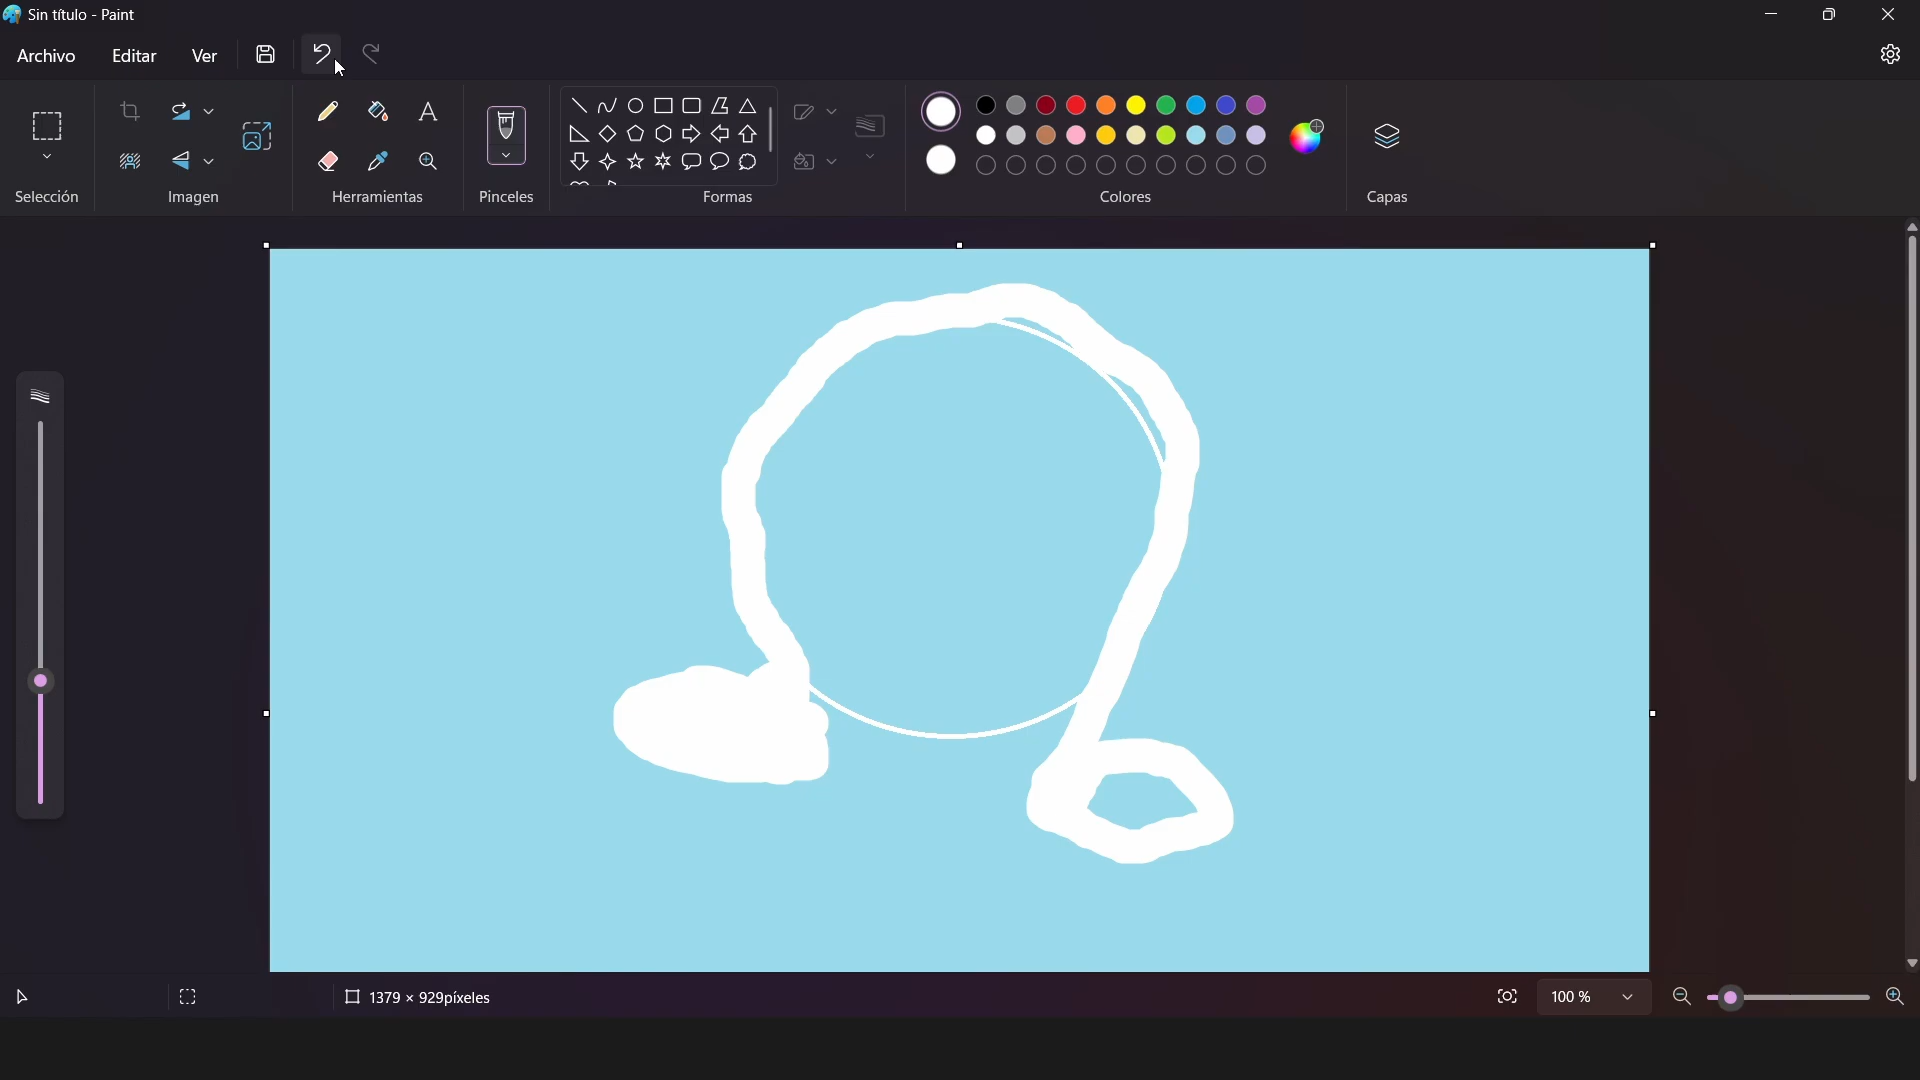 Sin título - Paint
Archivo Editar Ver
Selección Imagen Herramientas Pinceles Formas Colores Capas
1379 × 929píxeles 100 %